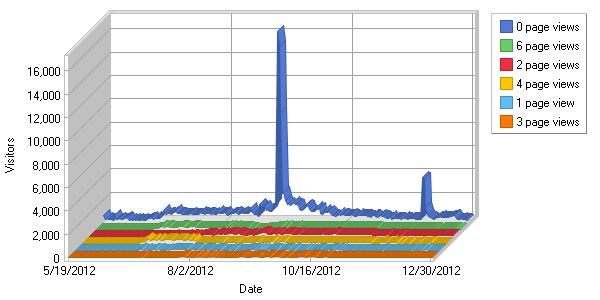 0 page views
6 page views
2 page views
4 page views
1 page view
3 page views
16,000
14,000
12,000
10,000
8,000
6,000
4,000
2,000
0
Visitors
5/19/2012 8/2/2012 10/16/2012 12/30/2012
Date